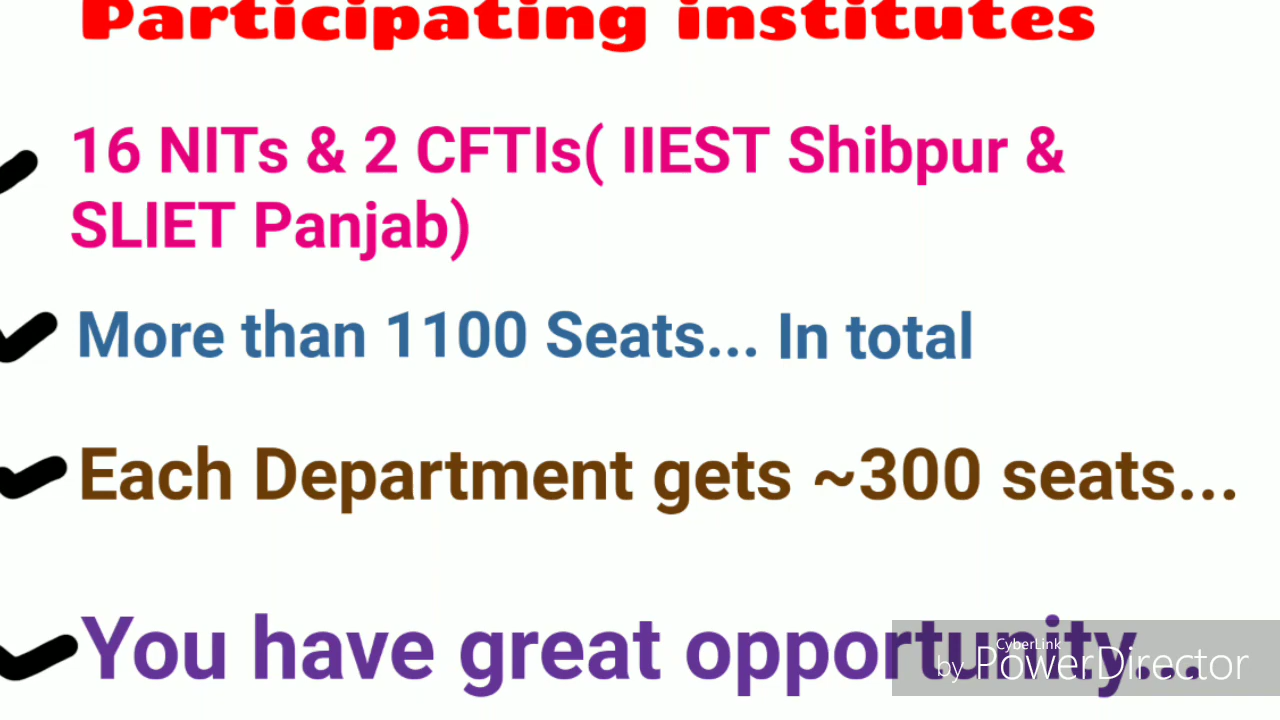 Participating institutes
16 NITs & 2 CFTIs( IIEST Shibpur &
SLIET Panjab)
More than 1100 Seats... In total
Each Department gets ~300 seats...
You have great opportunity...
CyberLink
by PowerDirector